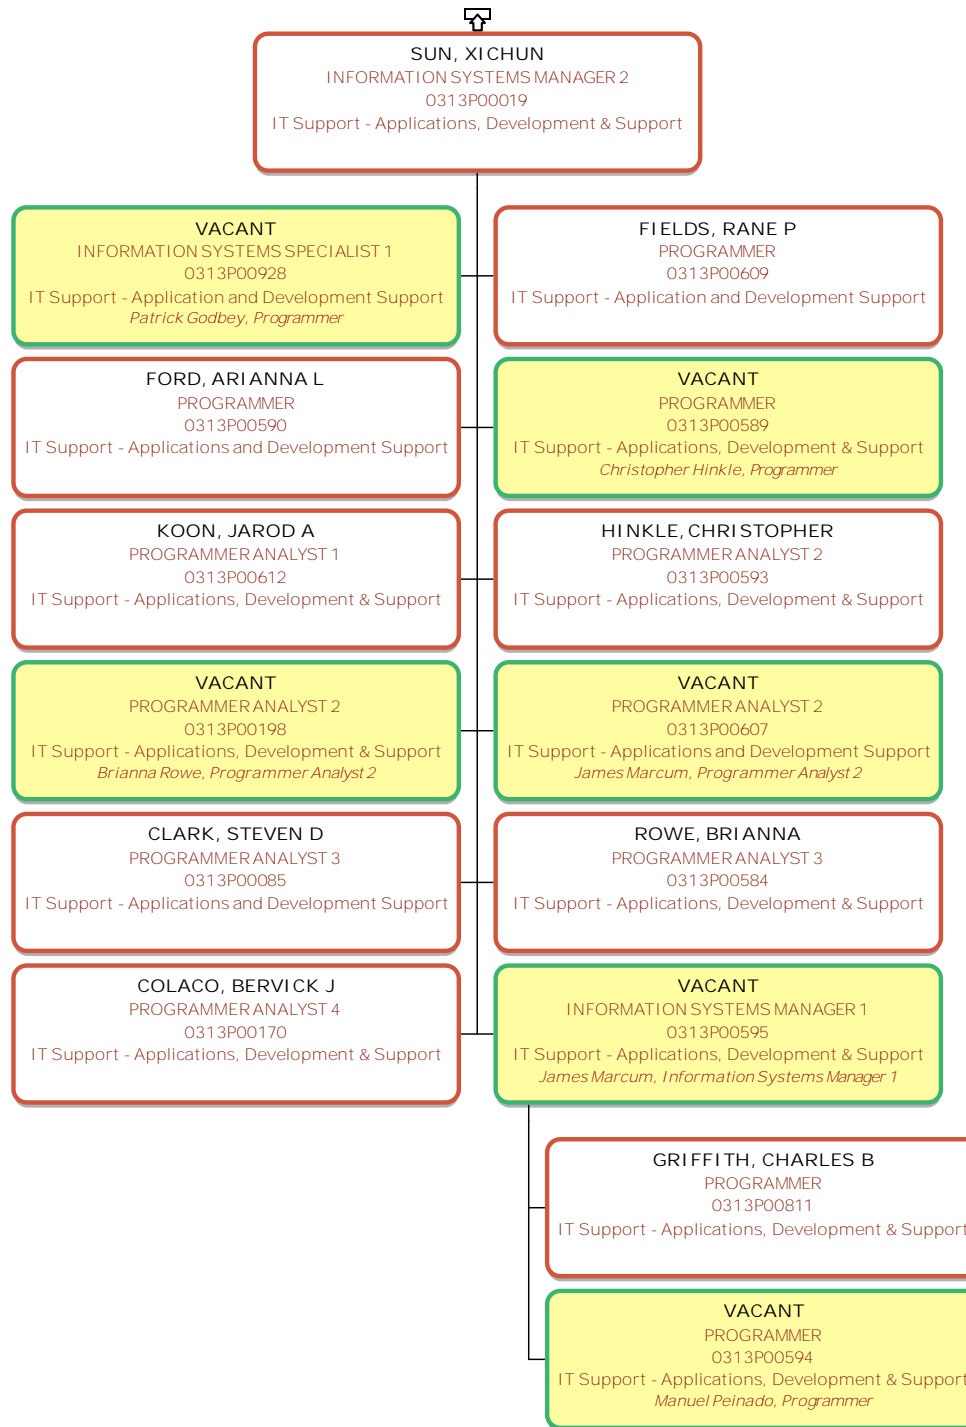 SUN, XICHUN
INFORMATION SYSTEMS MANAGER 2
0313P00019
IT Support - Applications, Development & Support
VACANT
INFORMATION SYSTEMS SPECIALIST 1
0313P00928
IT Support - Application and Development Support
Patrick Godbey, Programmer
FIELDS, RANE P
PROGRAMMER
0313P00609
IT Support - Application and Development Support
FORD, ARIANNA L
PROGRAMMER
0313P00590
IT Support - Applications and Development Support
VACANT
PROGRAMMER
0313P00589
IT Support - Applications, Development & Support
Christopher Hinkle, Programmer
KOON, JAROD A
PROGRAMMER ANALYST 1
0313P00612
IT Support - Applications, Development & Support
HINKLE, CHRISTOPHER
PROGRAMMER ANALYST 2
0313P00593
IT Support - Applications, Development & Support
VACANT
PROGRAMMER ANALYST 2
0313P00198
IT Support - Applications, Development & Support
Brianna Rowe, Programmer Analyst 2
VACANT
PROGRAMMER ANALYST 2
0313P00607
IT Support - Applications and Development Support
James Marcum, Programmer Analyst 2
CLARK, STEVEN D
PROGRAMMER ANALYST 3
0313P00085
IT Support - Applications and Development Support
ROWE, BRIANNA
PROGRAMMER ANALYST 3
0313P00584
IT Support - Applications, Development & Support
COLACO, BERVICK J
PROGRAMMER ANALYST 4
0313P00170
IT Support - Applications, Development & Support
VACANT
INFORMATION SYSTEMS MANAGER 1
0313P00595
IT Support - Applications, Development & Support
James Marcum, Information Systems Manager 1
GRIFFITH, CHARLES B
PROGRAMMER
0313P00811
IT Support - Applications, Development & Support
VACANT
PROGRAMMER
0313P00594
IT Support - Applications, Development & Support
Manuel Peinado, Programmer